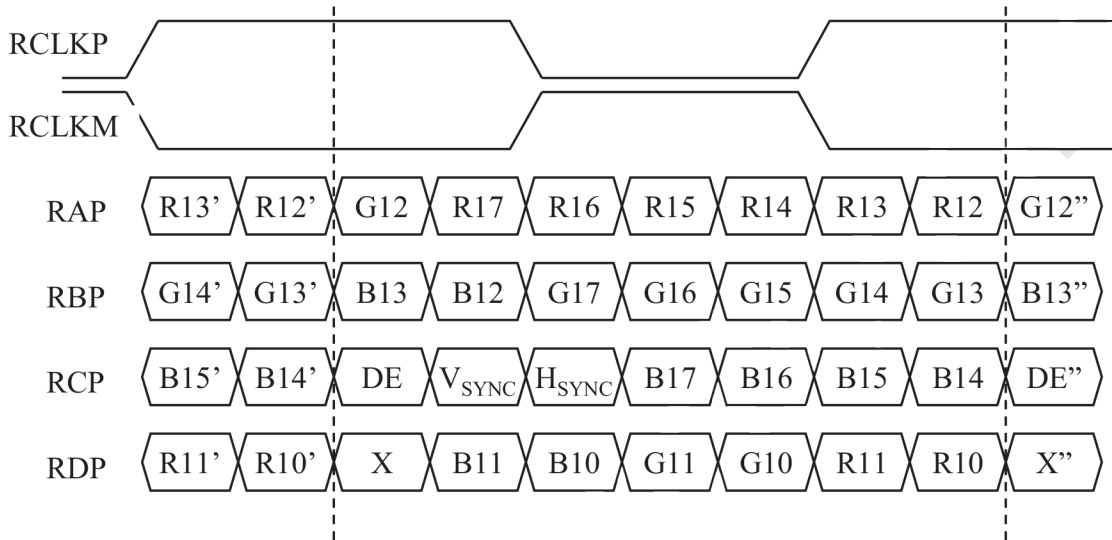 RCLKP
RCLKM
RAP R13’ R12’ G12 R17 R16 R15 R14 R13 R12 G12”
RBP G14’ G13’ B13 B12 G17 G16 G15 G14 G13 B13”
RCP B15’ B14’ DE VSYNC HSYNC B17 B16 B15 B14 DE”
RDP R11’ R10’ X B11 B10 G11 G10 R11 R10 X”